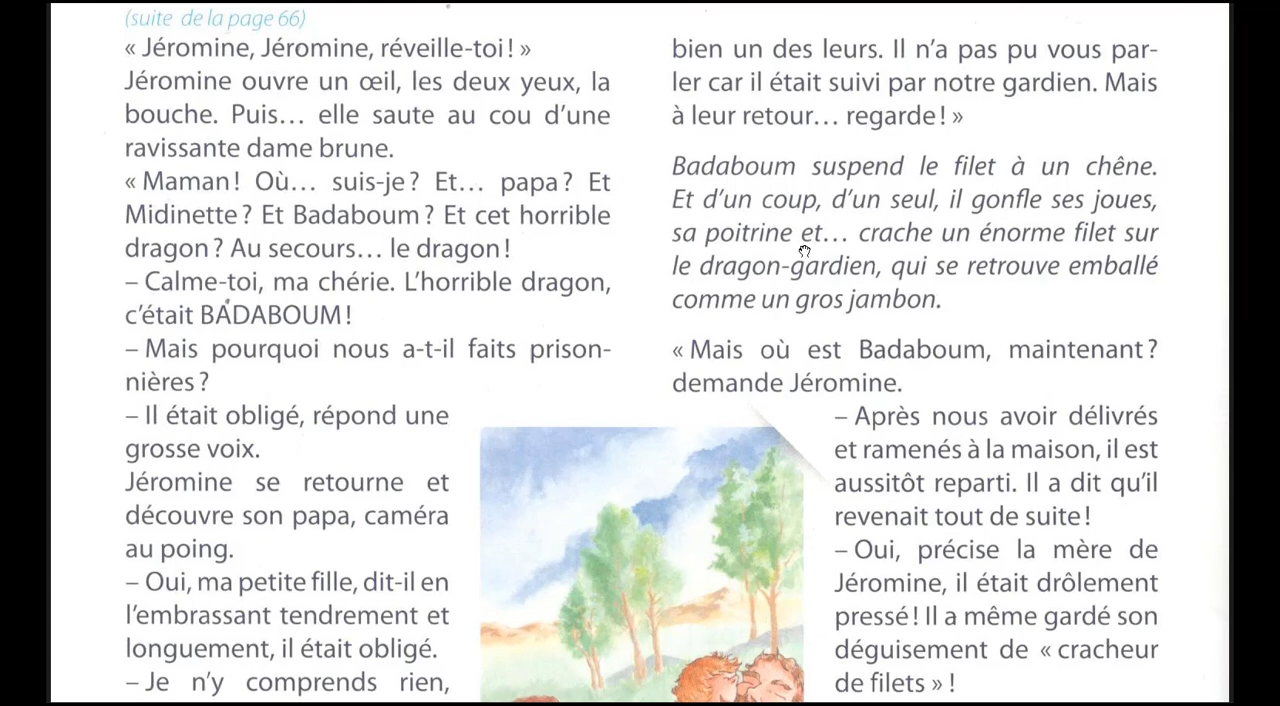 (suite de la page 66)
« Jéromine, Jéromine, réveille-toi ! »
Jéromine ouvre un œil, les deux yeux, la
bouche. Puis… elle saute au cou d’une
ravissante dame brune.
« Maman ! Où… suis-je ? Et… papa ? Et
Midinette ? Et Badaboum ? Et cet horrible
dragon ? Au secours… le dragon !
– Calme-toi, ma chérie. L’horrible dragon,
c’était BADABOUM !
– Mais pourquoi nous a-t-il faits prison-
nières ?
– Il était obligé, répond une
grosse voix.
Jéromine se retourne et
découvre son papa, caméra
au poing.
– Oui, ma petite fille, dit-il en
l’embrassant tendrement et
longuement, il était obligé.
– Je n’y comprends rien,
bien un des leurs. Il n’a pas pu vous par-
ler car il était suivi par notre gardien. Mais
à leur retour… regarde ! »
Badaboum suspend le filet à un chêne.
Et d’un coup, d’un seul, il gonfle ses joues,
sa poitrine et… crache un énorme filet sur
le dragon-gardien, qui se retrouve emballé
comme un gros jambon.
« Mais où est Badaboum, maintenant ?
demande Jéromine.
– Après nous avoir délivrés
et ramenés à la maison, il est
aussitôt reparti. Il a dit qu’il
revenait tout de suite !
– Oui, précise la mère de
Jéromine, il était drôlement
pressé ! Il a même gardé son
déguisement de « cracheur
de filets » !